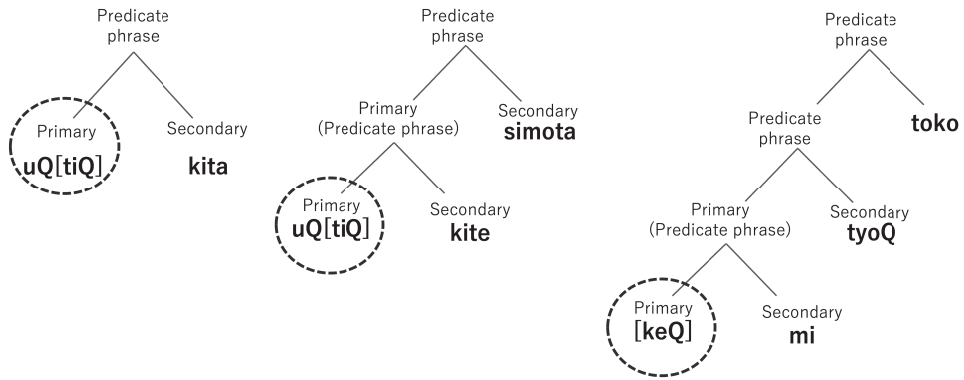 Predicate
phrase
Primary
uQ[tiQ]
Secondary
kita
Predicate
phrase
Primary
(Predicate phrase)
Secondary
simota
Primary
uQ[tiQ]
Secondary
kite
Predicate
phrase
Predicate
phrase
toko
Primary
(Predicate phrase)
Secondary
tyoQ
Primary
[keQ]
Secondary
mi